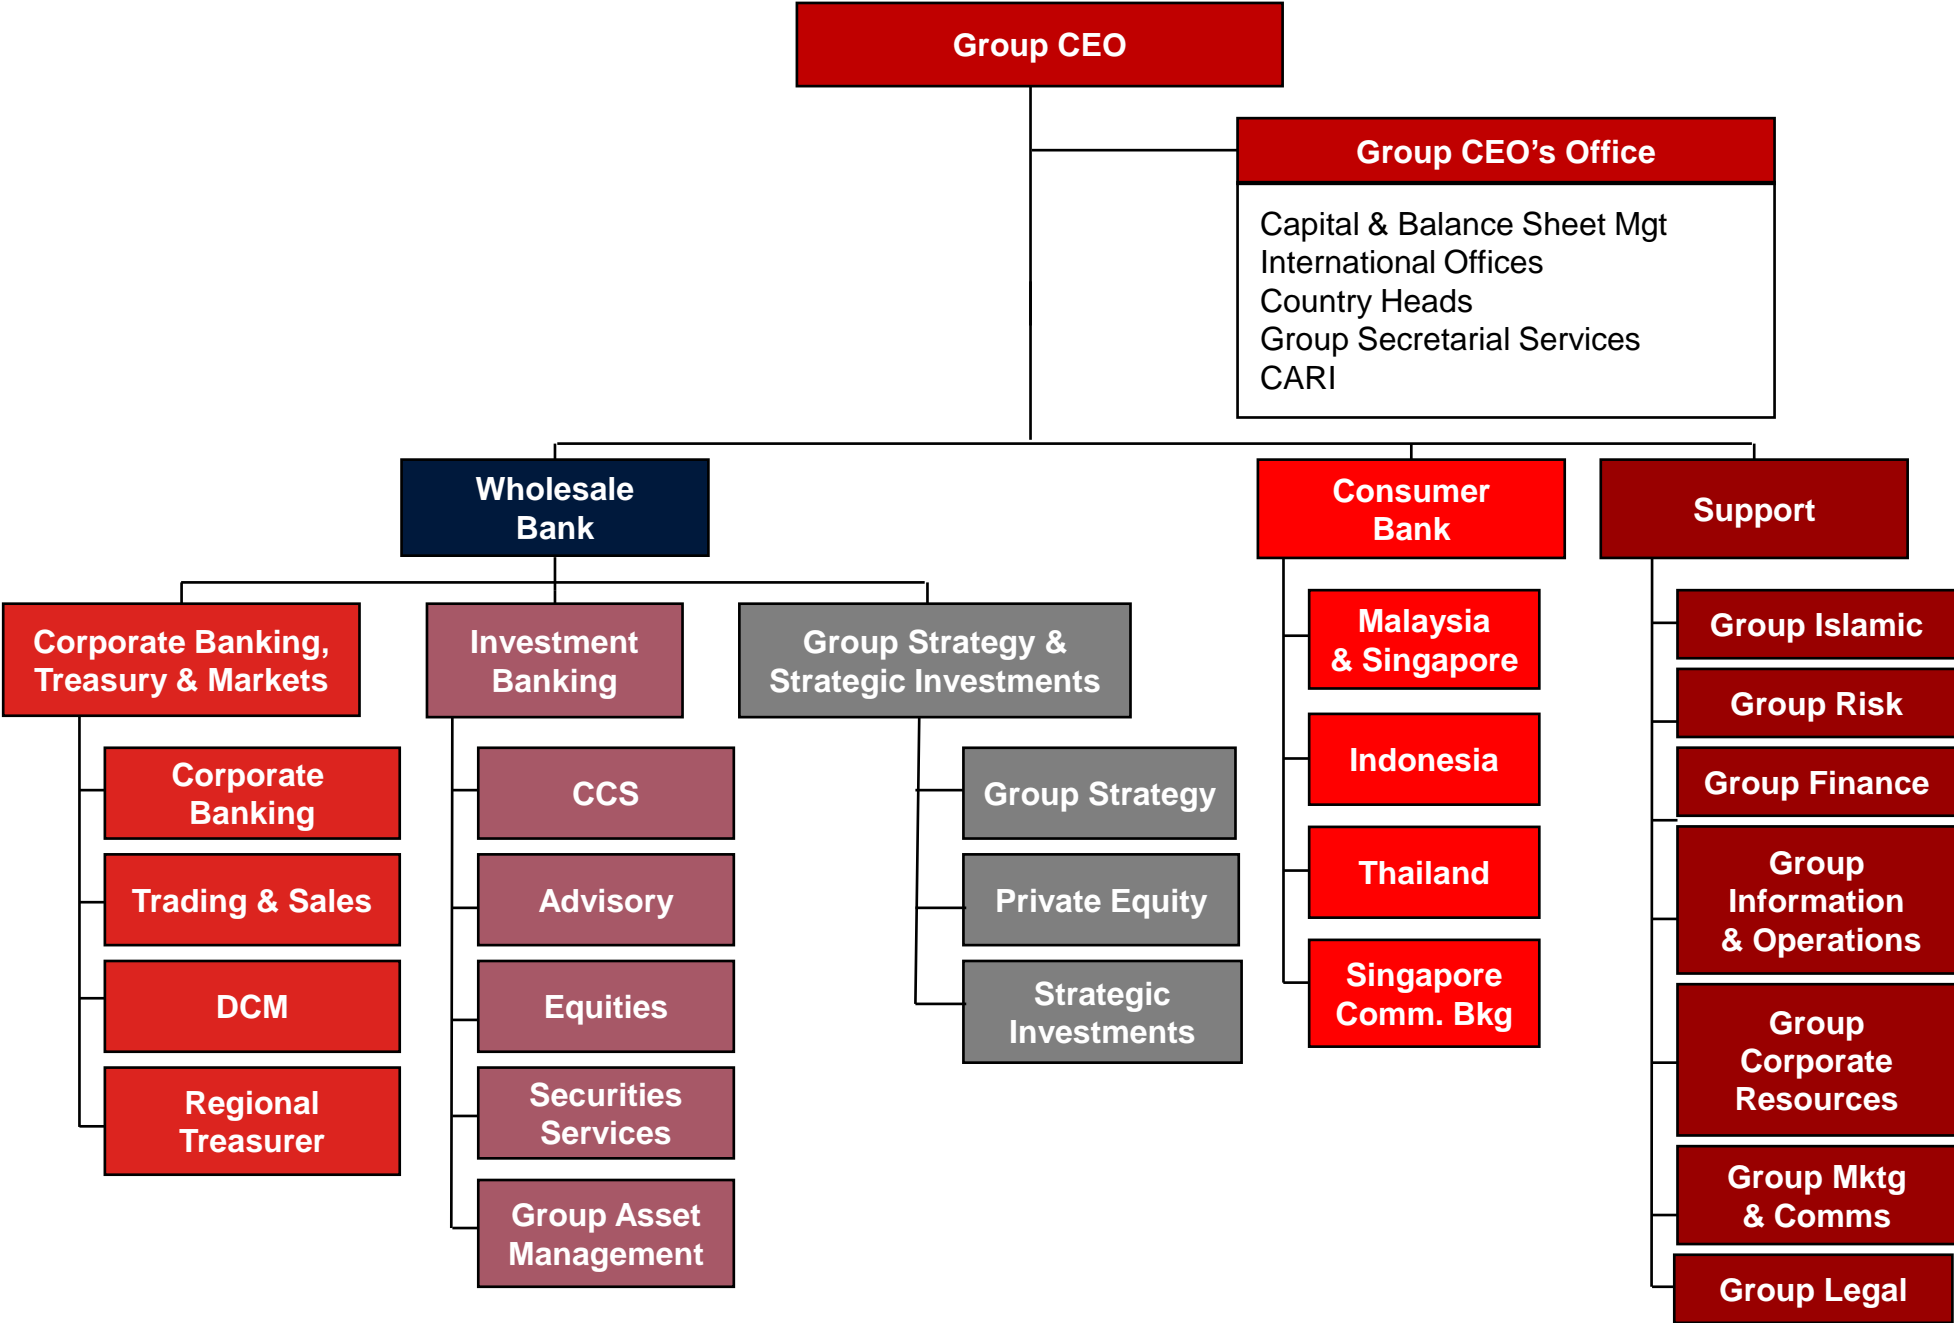 Group CEO
Group CEO’s Office
Capital & Balance Sheet Mgt
International Offices
Country Heads
Group Secretarial Services
CARI
Wholesale
Bank
Consumer
Bank
Support
Corporate Banking,
Treasury & Markets
Corporate
Banking
Trading & Sales
DCM
Regional
Treasurer
Investment
Banking
CCS
Advisory
Equities
Securities
Services
Group Asset
Management
Group Strategy &
Strategic Investments
Group Strategy
Private Equity
Strategic
Investments
Malaysia
& Singapore
Indonesia
Thailand
Singapore
Comm. Bkg
Group Islamic
Group Risk
Group Finance
Group
Information
& Operations
Group
Corporate
Resources
Group Mktg
& Comms
Group Legal